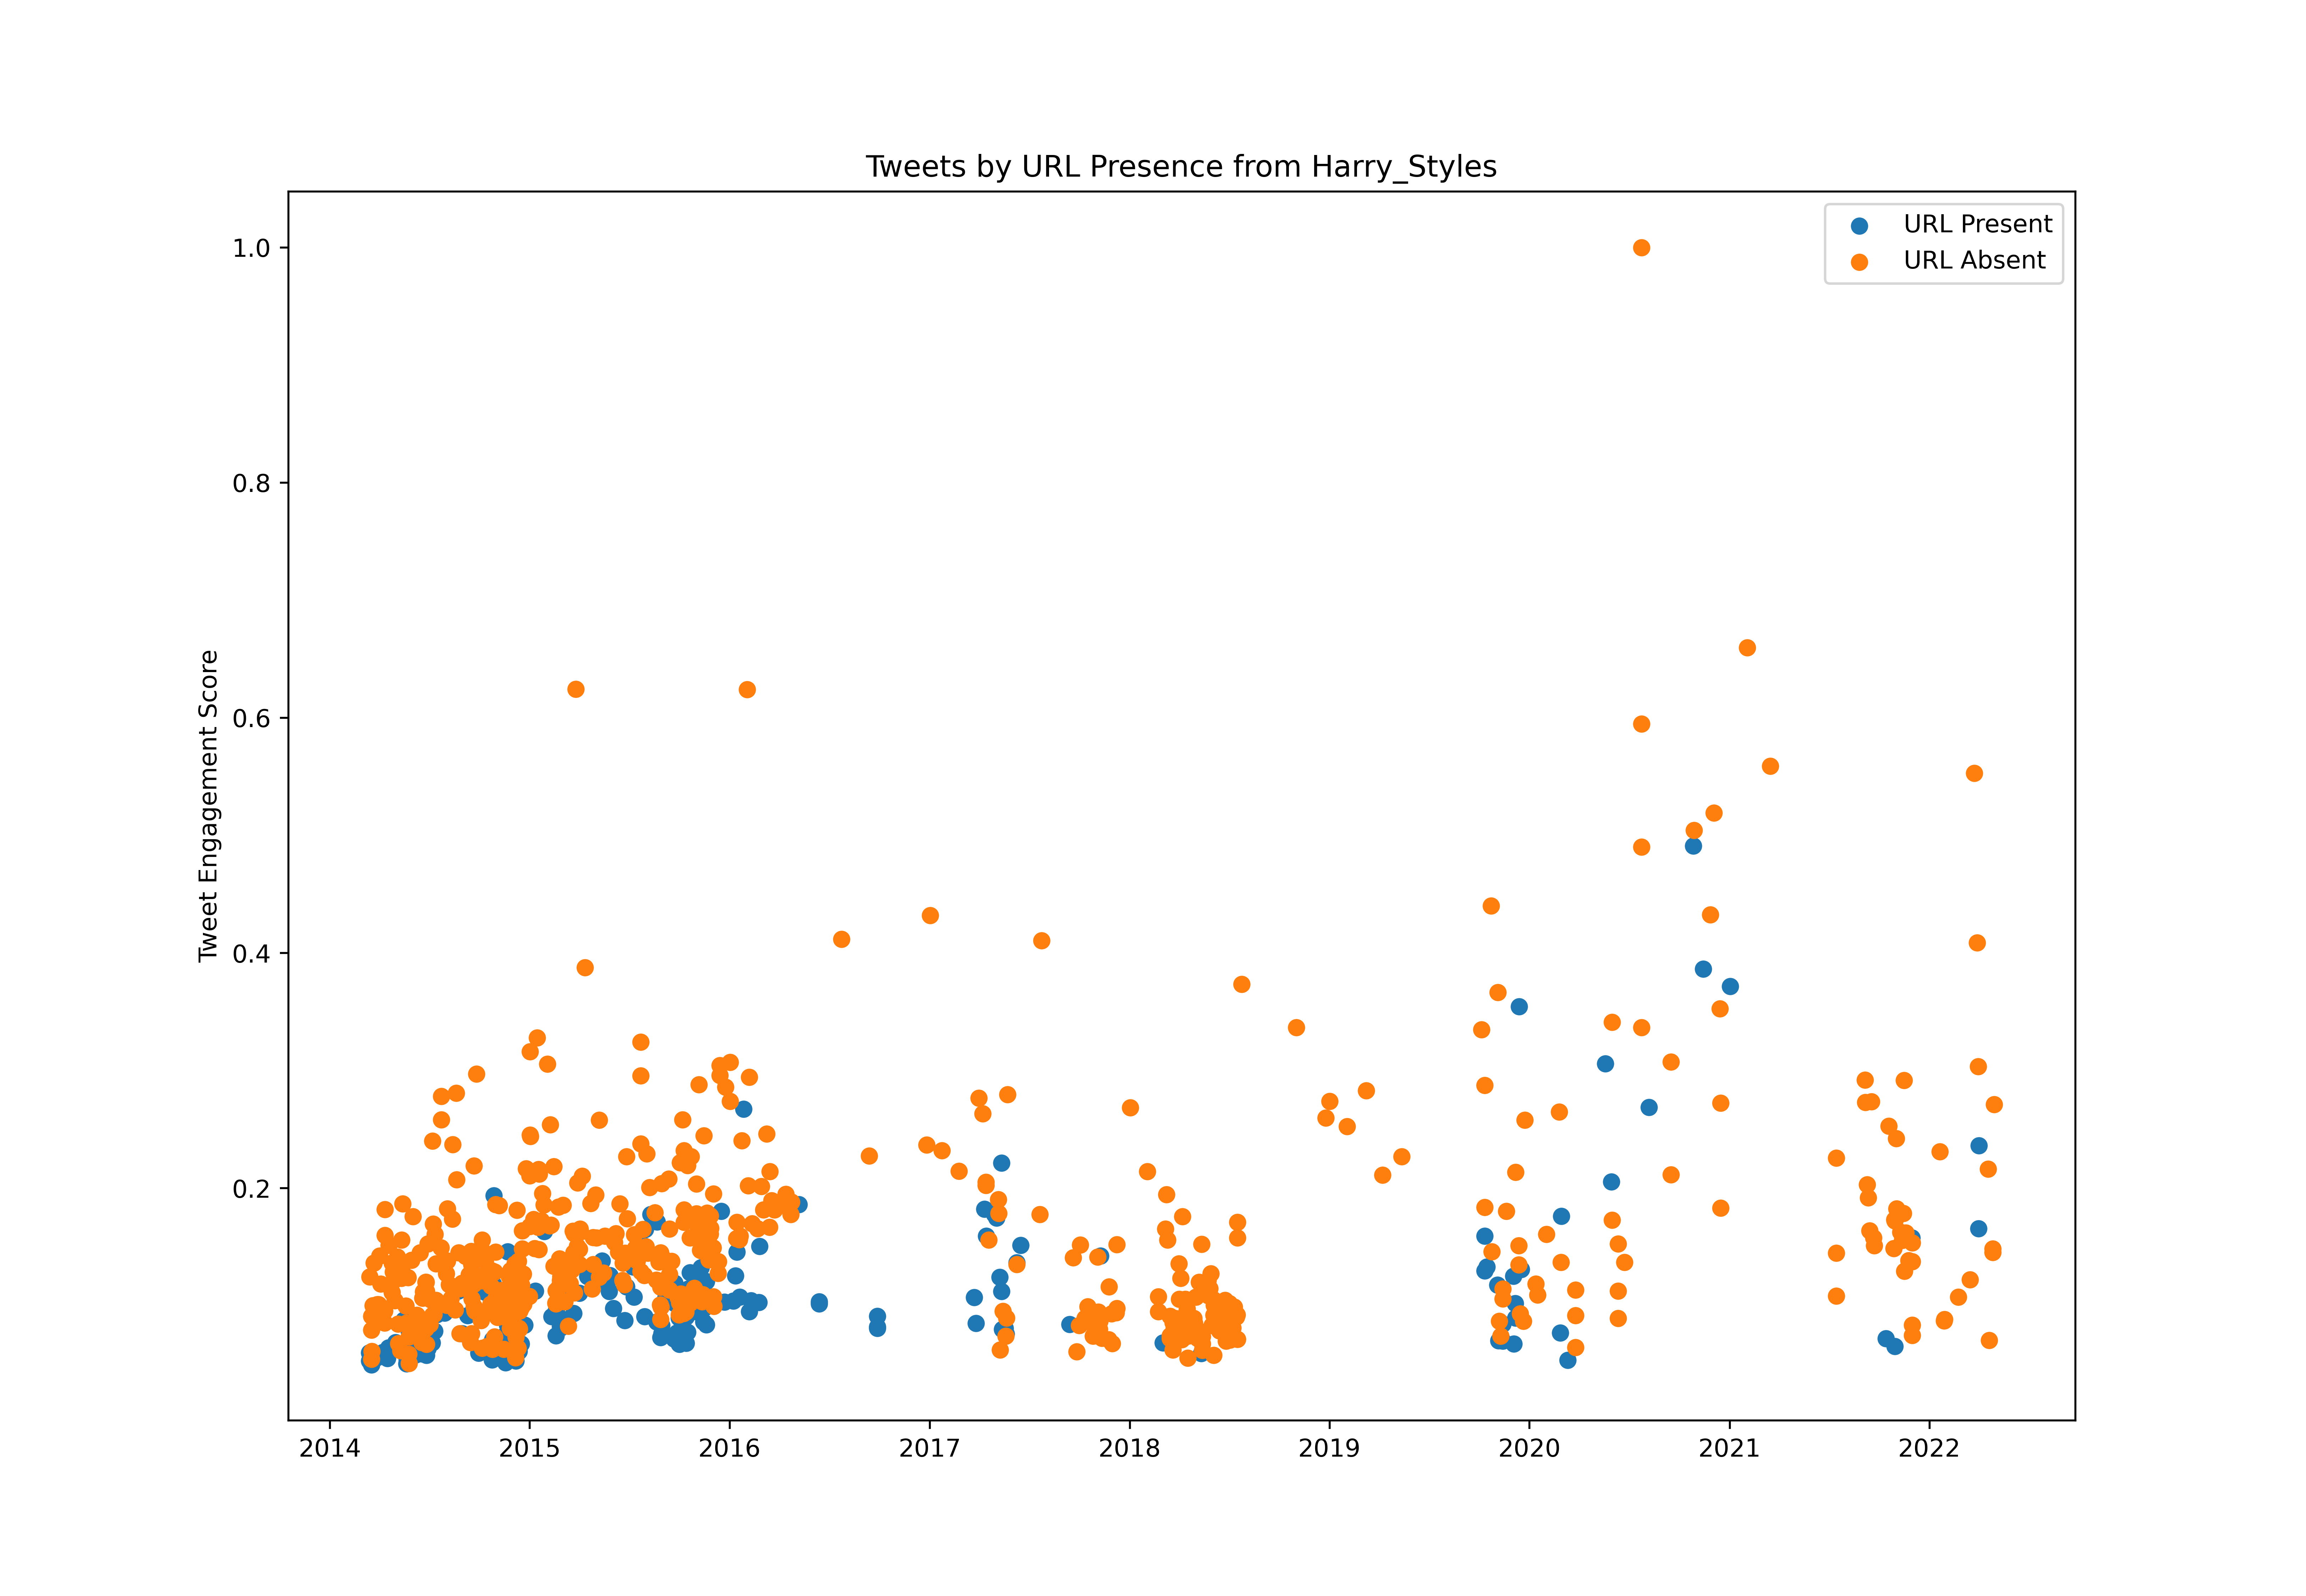 Tweets by URL Presence from Harry_Styles
URL Present
URL Absent
Tweet Engagement Score
1.0
0.8
0.6
0.4
0.2
2014 2015 2016 2017 2018 2019 2020 2021 2022